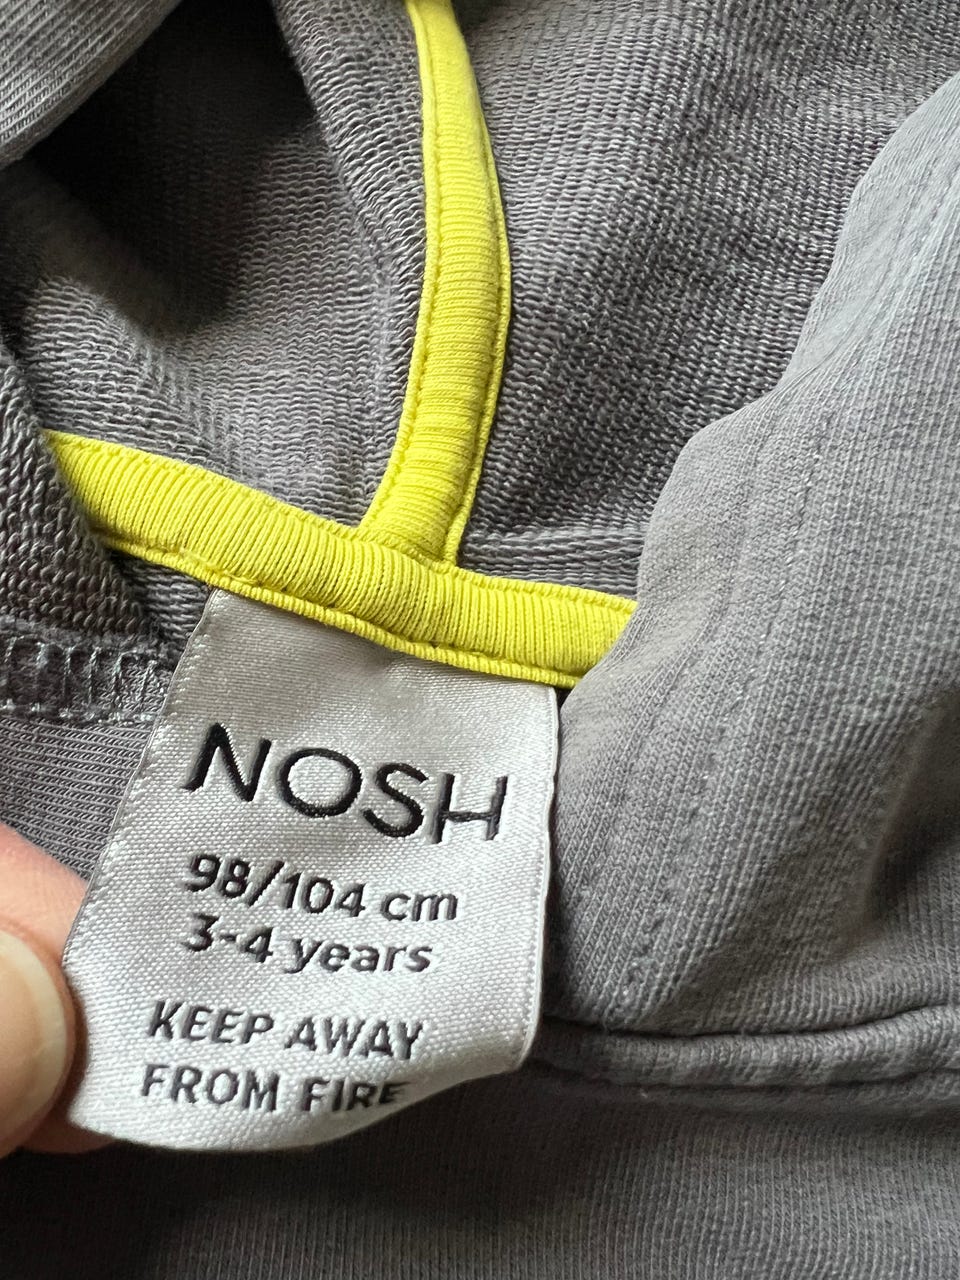 NOSH
98/104 cm
3-4 years
KEEP AWAY
FROM FIRE